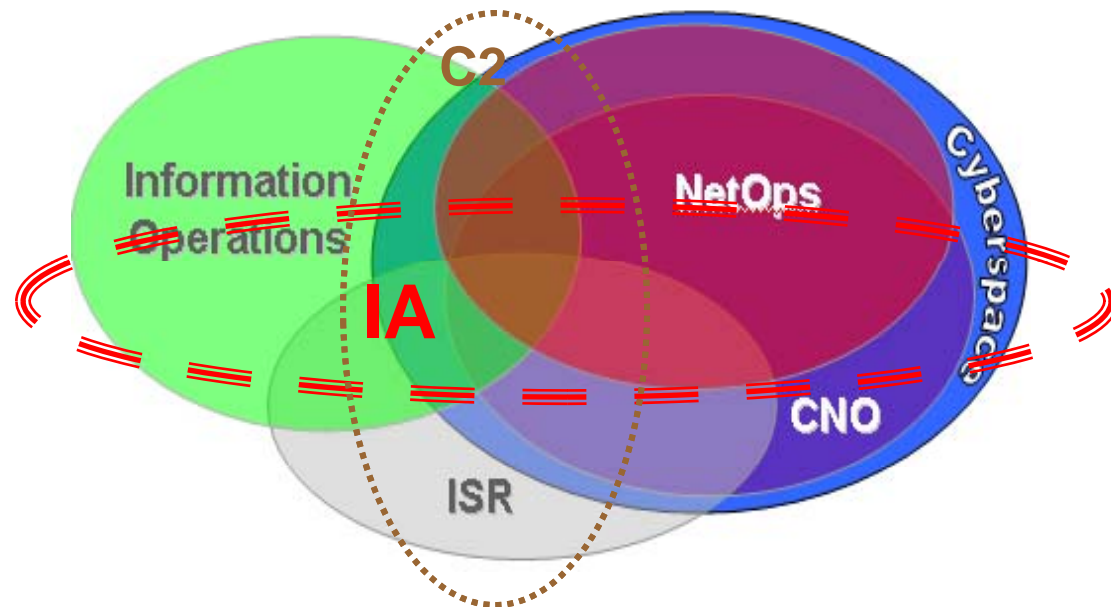 C2
Information
Operations
NetOps
Cyberspace
IA
CNO
ISR